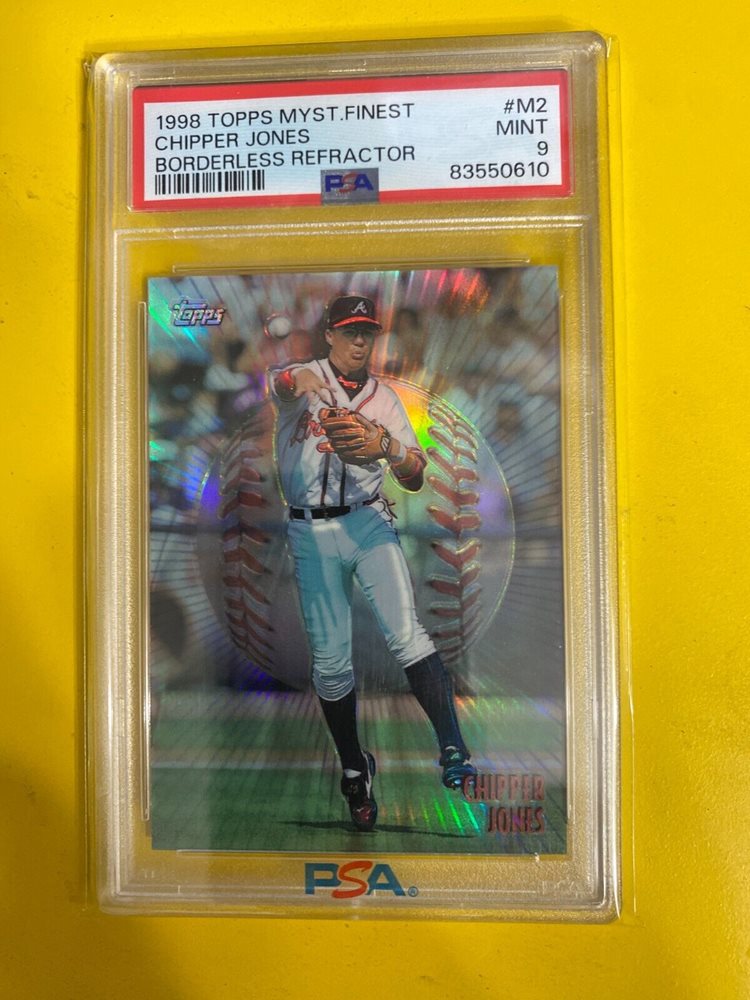 1998 TOPPS MYST.FINEST #M2
CHIPPER JONES MINT
BORDERLESS REFRACTOR 9
83550610
PSA
Topps
A
CHIPPER
JONES
PSA®